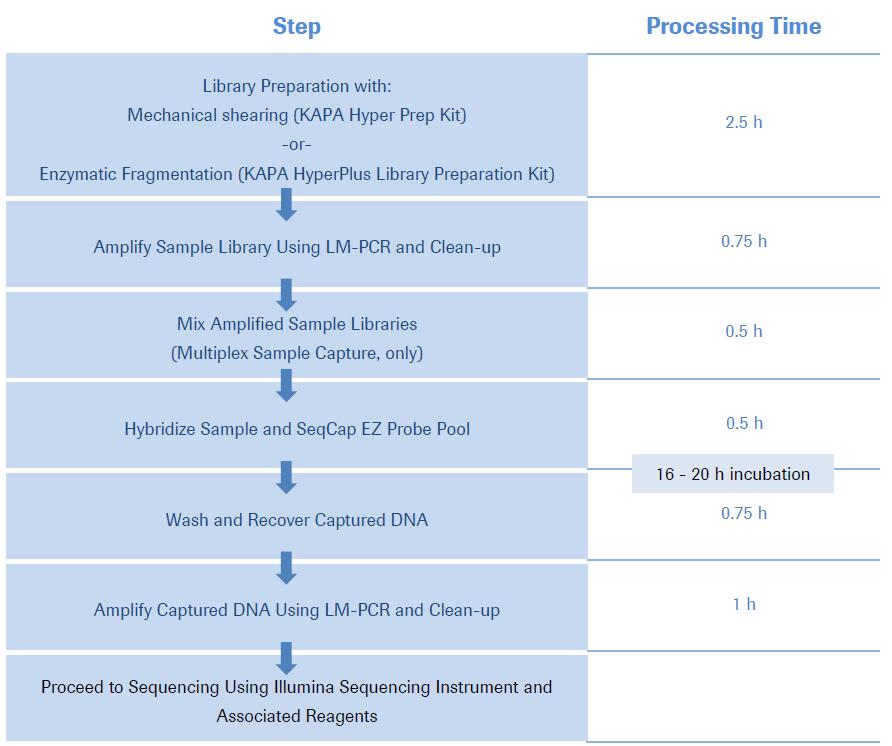 Step
Processing Time
Library Preparation with:
Mechanical shearing (KAPA Hyper Prep Kit)
-or-
Enzymatic Fragmentation (KAPA HyperPlus Library Preparation Kit)
2.5 h
Amplify Sample Library Using LM-PCR and Clean-up
0.75 h
Mix Amplified Sample Libraries
(Multiplex Sample Capture, only)
0.5 h
Hybridize Sample and SeqCap EZ Probe Pool
0.5 h
16 - 20 h incubation
Wash and Recover Captured DNA
0.75 h
Amplify Captured DNA Using LM-PCR and Clean-up
1 h
Proceed to Sequencing Using Illumina Sequencing Instrument and
Associated Reagents